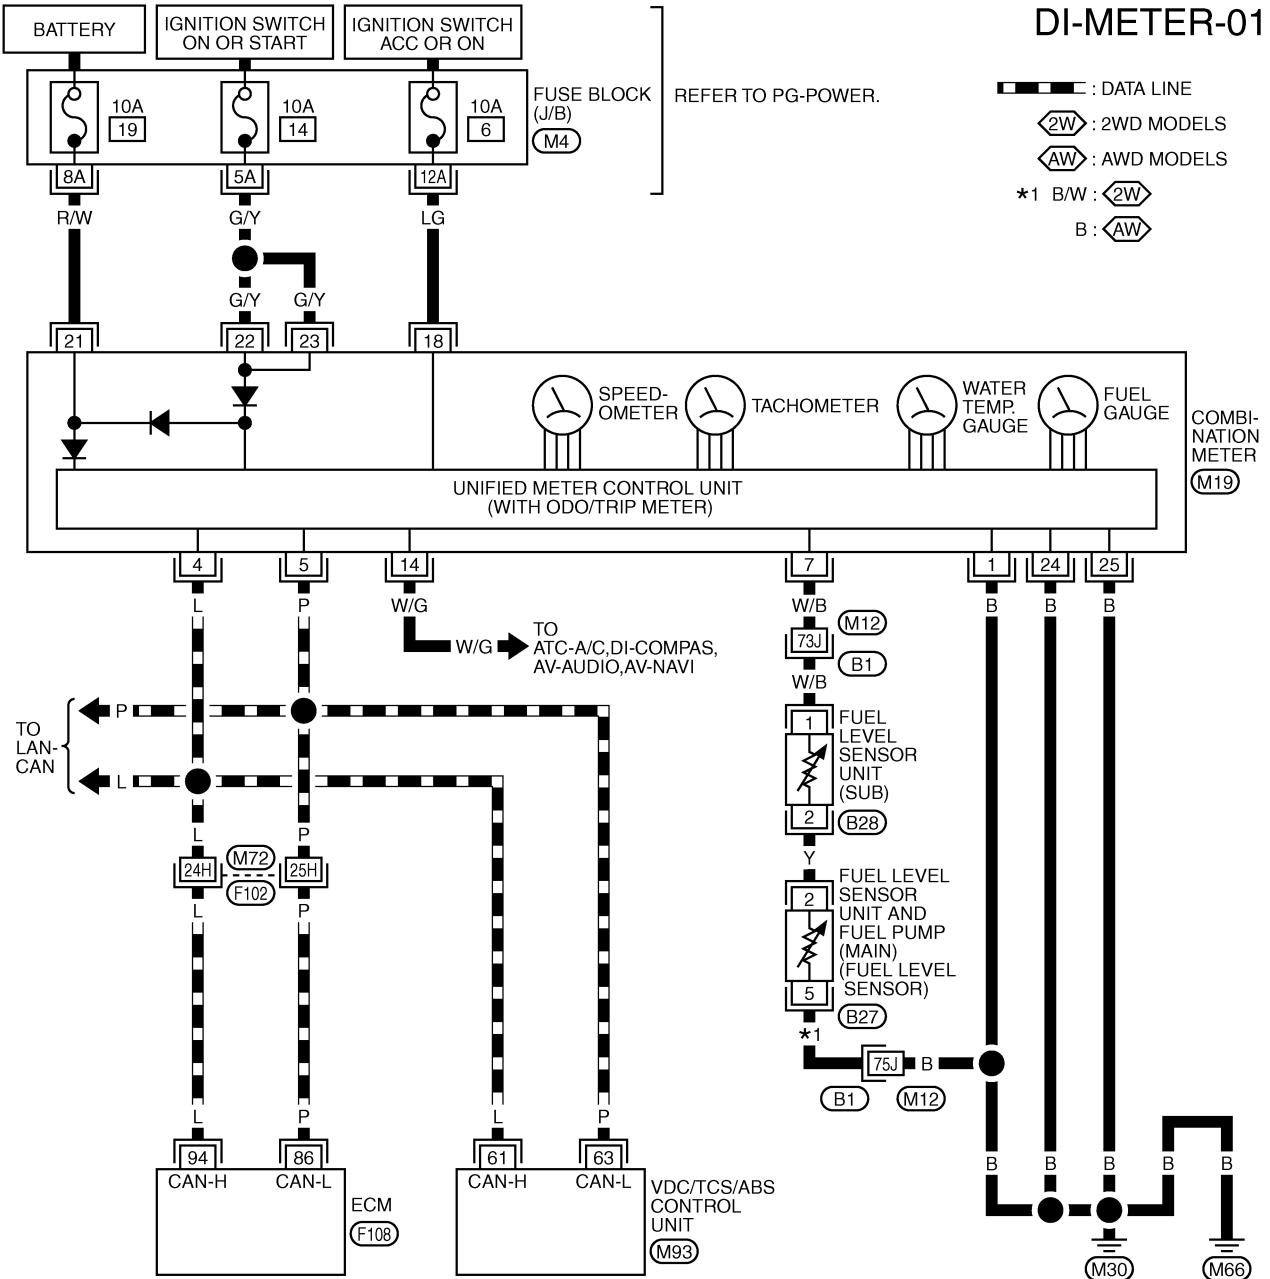 DI-METER-01
BATTERY
IGNITION SWITCH
ON OR START
IGNITION SWITCH
ACC OR ON
10A
19
10A
14
10A
6
FUSE BLOCK
(J/B)
M4
REFER TO PG-POWER.
: DATA LINE
2W : 2WD MODELS
AW : AWD MODELS
*1 B/W : 2W
B : AW
8A
5A
12A
R/W
G/Y
LG
G/Y
G/Y
21
22
23
18
SPEED-
OMETER
TACHOMETER
WATER
TEMP.
GAUGE
FUEL
GAUGE
COMBI-
NATION
METER
M19
UNIFIED METER CONTROL UNIT
(WITH ODO/TRIP METER)
4
5
14
7
1
24
25
L
P
W/G
W/B
B
B
B
W/G
TO
ATC-A/C,DI-COMPAS,
AV-AUDIO,AV-NAVI
73J
M12
B1
W/B
TO
LAN-
CAN
P
L
1
FUEL
LEVEL
SENSOR
UNIT
(SUB)
2
B28
Y
L
P
24H
M72
F102
25H
L
P
2
FUEL LEVEL
SENSOR
UNIT AND
FUEL PUMP
(MAIN)
(FUEL LEVEL
SENSOR)
5
B27
*1
75J
B
B1
M12
L
P
L
P
B
B
B
B
B
94
86
61
63
CAN-H
CAN-L
CAN-H
CAN-L
ECM
F108
VDC/TCS/ABS
CONTROL
UNIT
M93
M30
M66